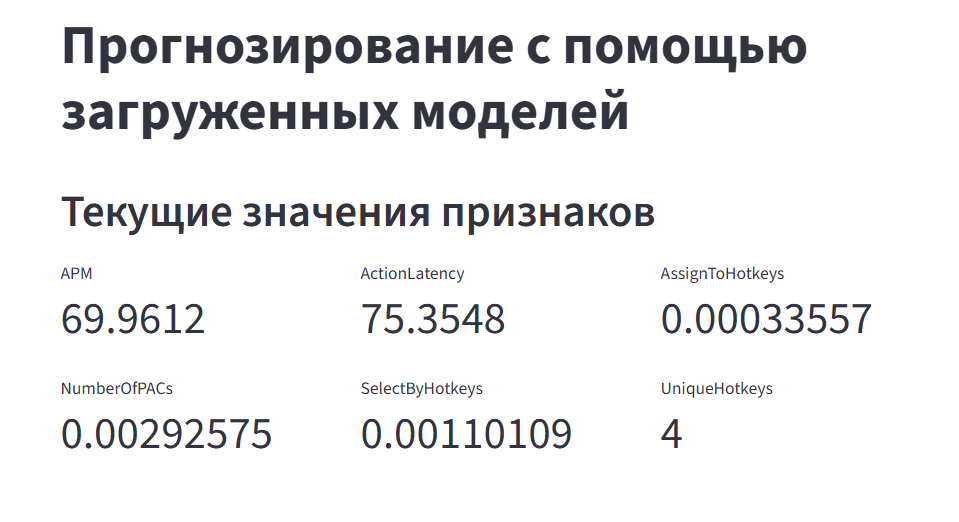 Прогнозирование с помощью
загруженных моделей
Текущие значения признаков
APM
ActionLatency
AssignToHotkeys
69.9612
75.3548
0.00033557
NumberOfPACs
SelectByHotkeys
UniqueHotkeys
0.00292575
0.00110109
4